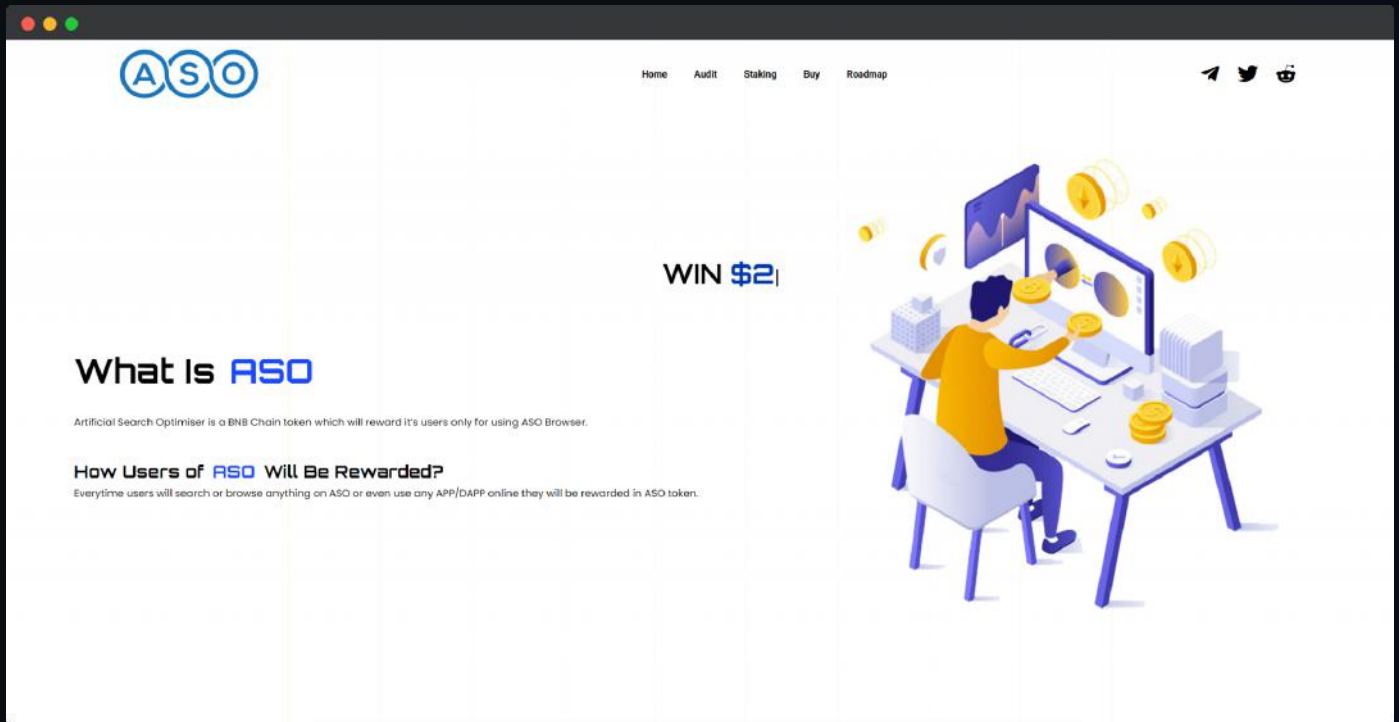 ASO
Home Audit Staking Buy Roadmap
WIN $2|
What Is ASO
Artificial Search Optimiser is a BNB Chain token which will reward it's users only for using ASO Browser.
How Users of ASO Will Be Rewarded?
Everytime users will search or browse anything on ASO or even use any APP/DAPP online they will be rewarded in ASO token.